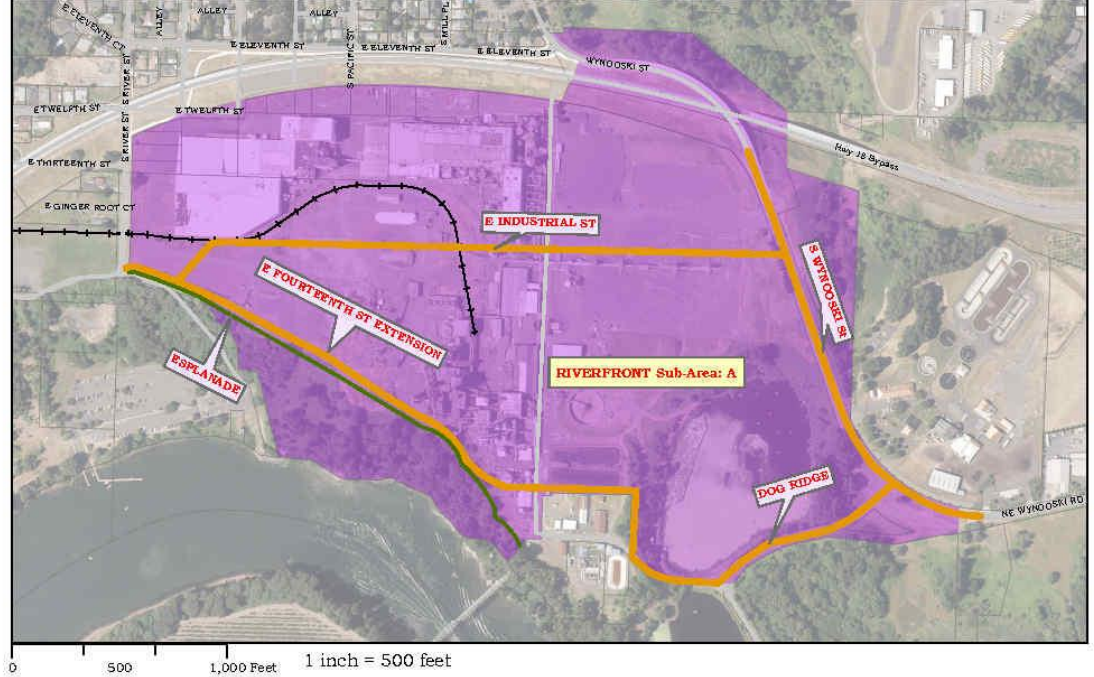 E ELEVENTH CT
ALLEY
ALLEY
ALLEY
S RIVER ST
S PACIFIC ST
S MILL PL
E ELEVENTH ST
E ELEVENTH ST
E ELEVENTH ST
WYNOOSKI ST
E TWELFTH ST
E TWELFTH ST
S RIVER ST
Hwy 18 Bypass
E THIRTEENTH ST
E GINGER ROOT CT
E INDUSTRIAL ST
S WYNOOSKI St
E FOURTEENTH ST EXTENSION
ESPLANADE
RIVERFRONT Sub-Area: A
DOG RIDGE
NE WYNOOSKI RD
0
500
1,000 Feet
1 inch = 500 feet